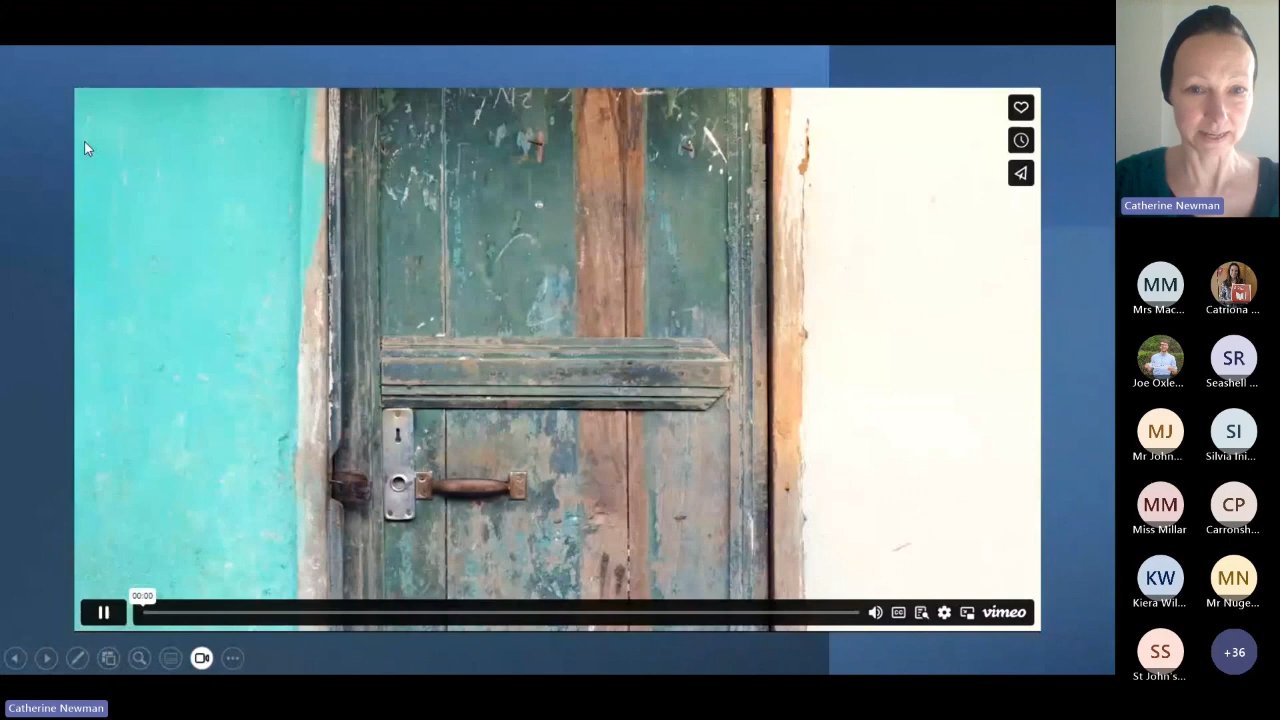 Catherine Newman
MM
Mrs Mac...
Catriona ...
Joe Oxle...
SR
Seashell ...
MJ
Mr John...
SI
Silvia Ini...
MM
Miss Millar
CP
Carronsh...
KW
Kiera Wil...
MN
Mr Nuge...
SS
St John's...
+36
00:00
CC
vimeo
Catherine Newman